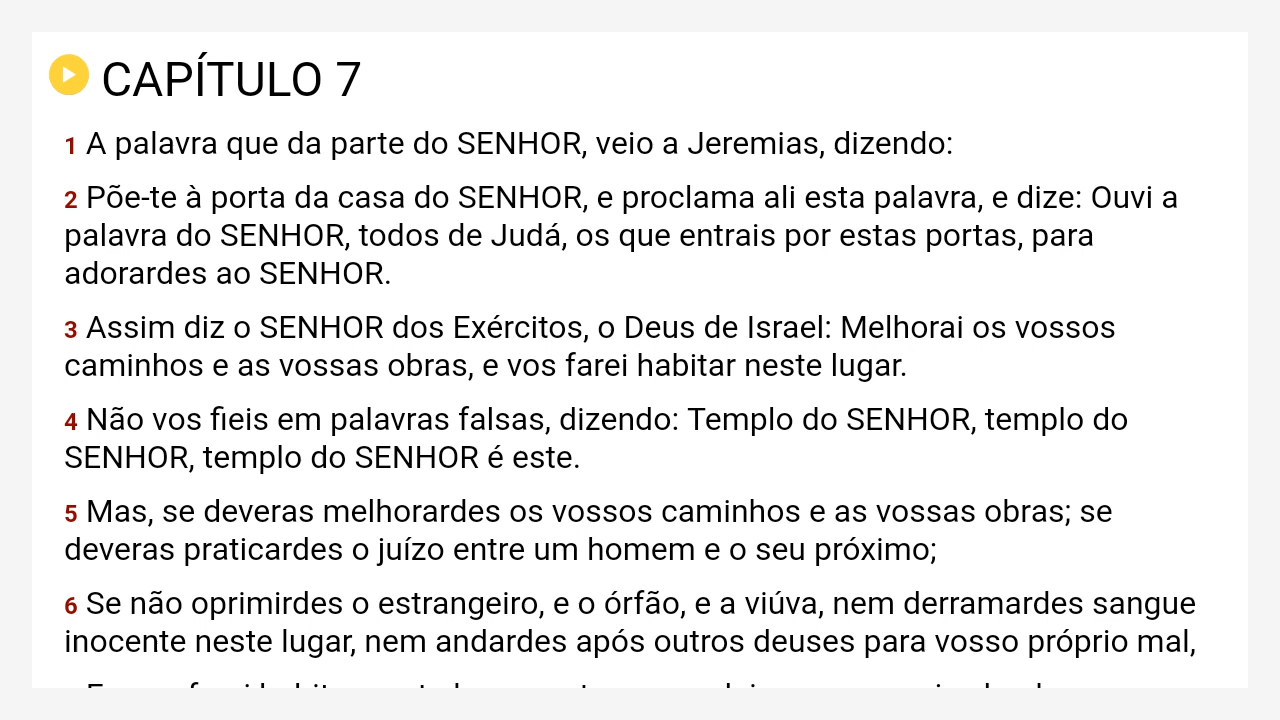 CAPÍTULO 7
1 A palavra que da parte do SENHOR, veio a Jeremias, dizendo:
2 Põe-te à porta da casa do SENHOR, e proclama ali esta palavra, e dize: Ouvi a
palavra do SENHOR, todos de Judá, os que entrais por estas portas, para
adorardes ao SENHOR.
3 Assim diz o SENHOR dos Exércitos, o Deus de Israel: Melhorai os vossos
caminhos e as vossas obras, e vos farei habitar neste lugar.
4 Não vos fieis em palavras falsas, dizendo: Templo do SENHOR, templo do
SENHOR, templo do SENHOR é este.
5 Mas, se deveras melhorardes os vossos caminhos e as vossas obras; se
deveras praticardes o juízo entre um homem e o seu próximo;
6 Se não oprimirdes o estrangeiro, e o órfão, e a viúva, nem derramardes sangue
inocente neste lugar, nem andardes após outros deuses para vosso próprio mal,